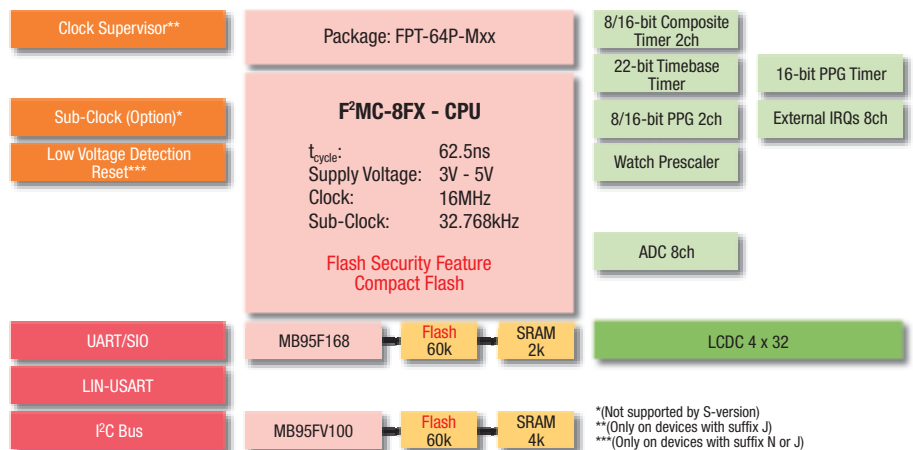 Clock Supervisor**
Sub-Clock (Option)*
Low Voltage Detection
Reset***
Package: FPT-64P-Mxx
F²MC-8FX - CPU
tcycle: 62.5ns
Supply Voltage: 3V - 5V
Clock: 16MHz
Sub-Clock: 32.768kHz
Flash Security Feature
Compact Flash
8/16-bit Composite
Timer 2ch
22-bit Timebase
Timer
16-bit PPG Timer
8/16-bit PPG 2ch
External IRQs 8ch
Watch Prescaler
ADC 8ch
UART/SIO
MB95F168
Flash
60k
SRAM
2k
LCDC 4 x 32
LIN-USART
I²C Bus
MB95FV100
Flash
60k
SRAM
4k
*(Not supported by S-version)
**(Only on devices with suffix J)
***(Only on devices with suffix N or J)